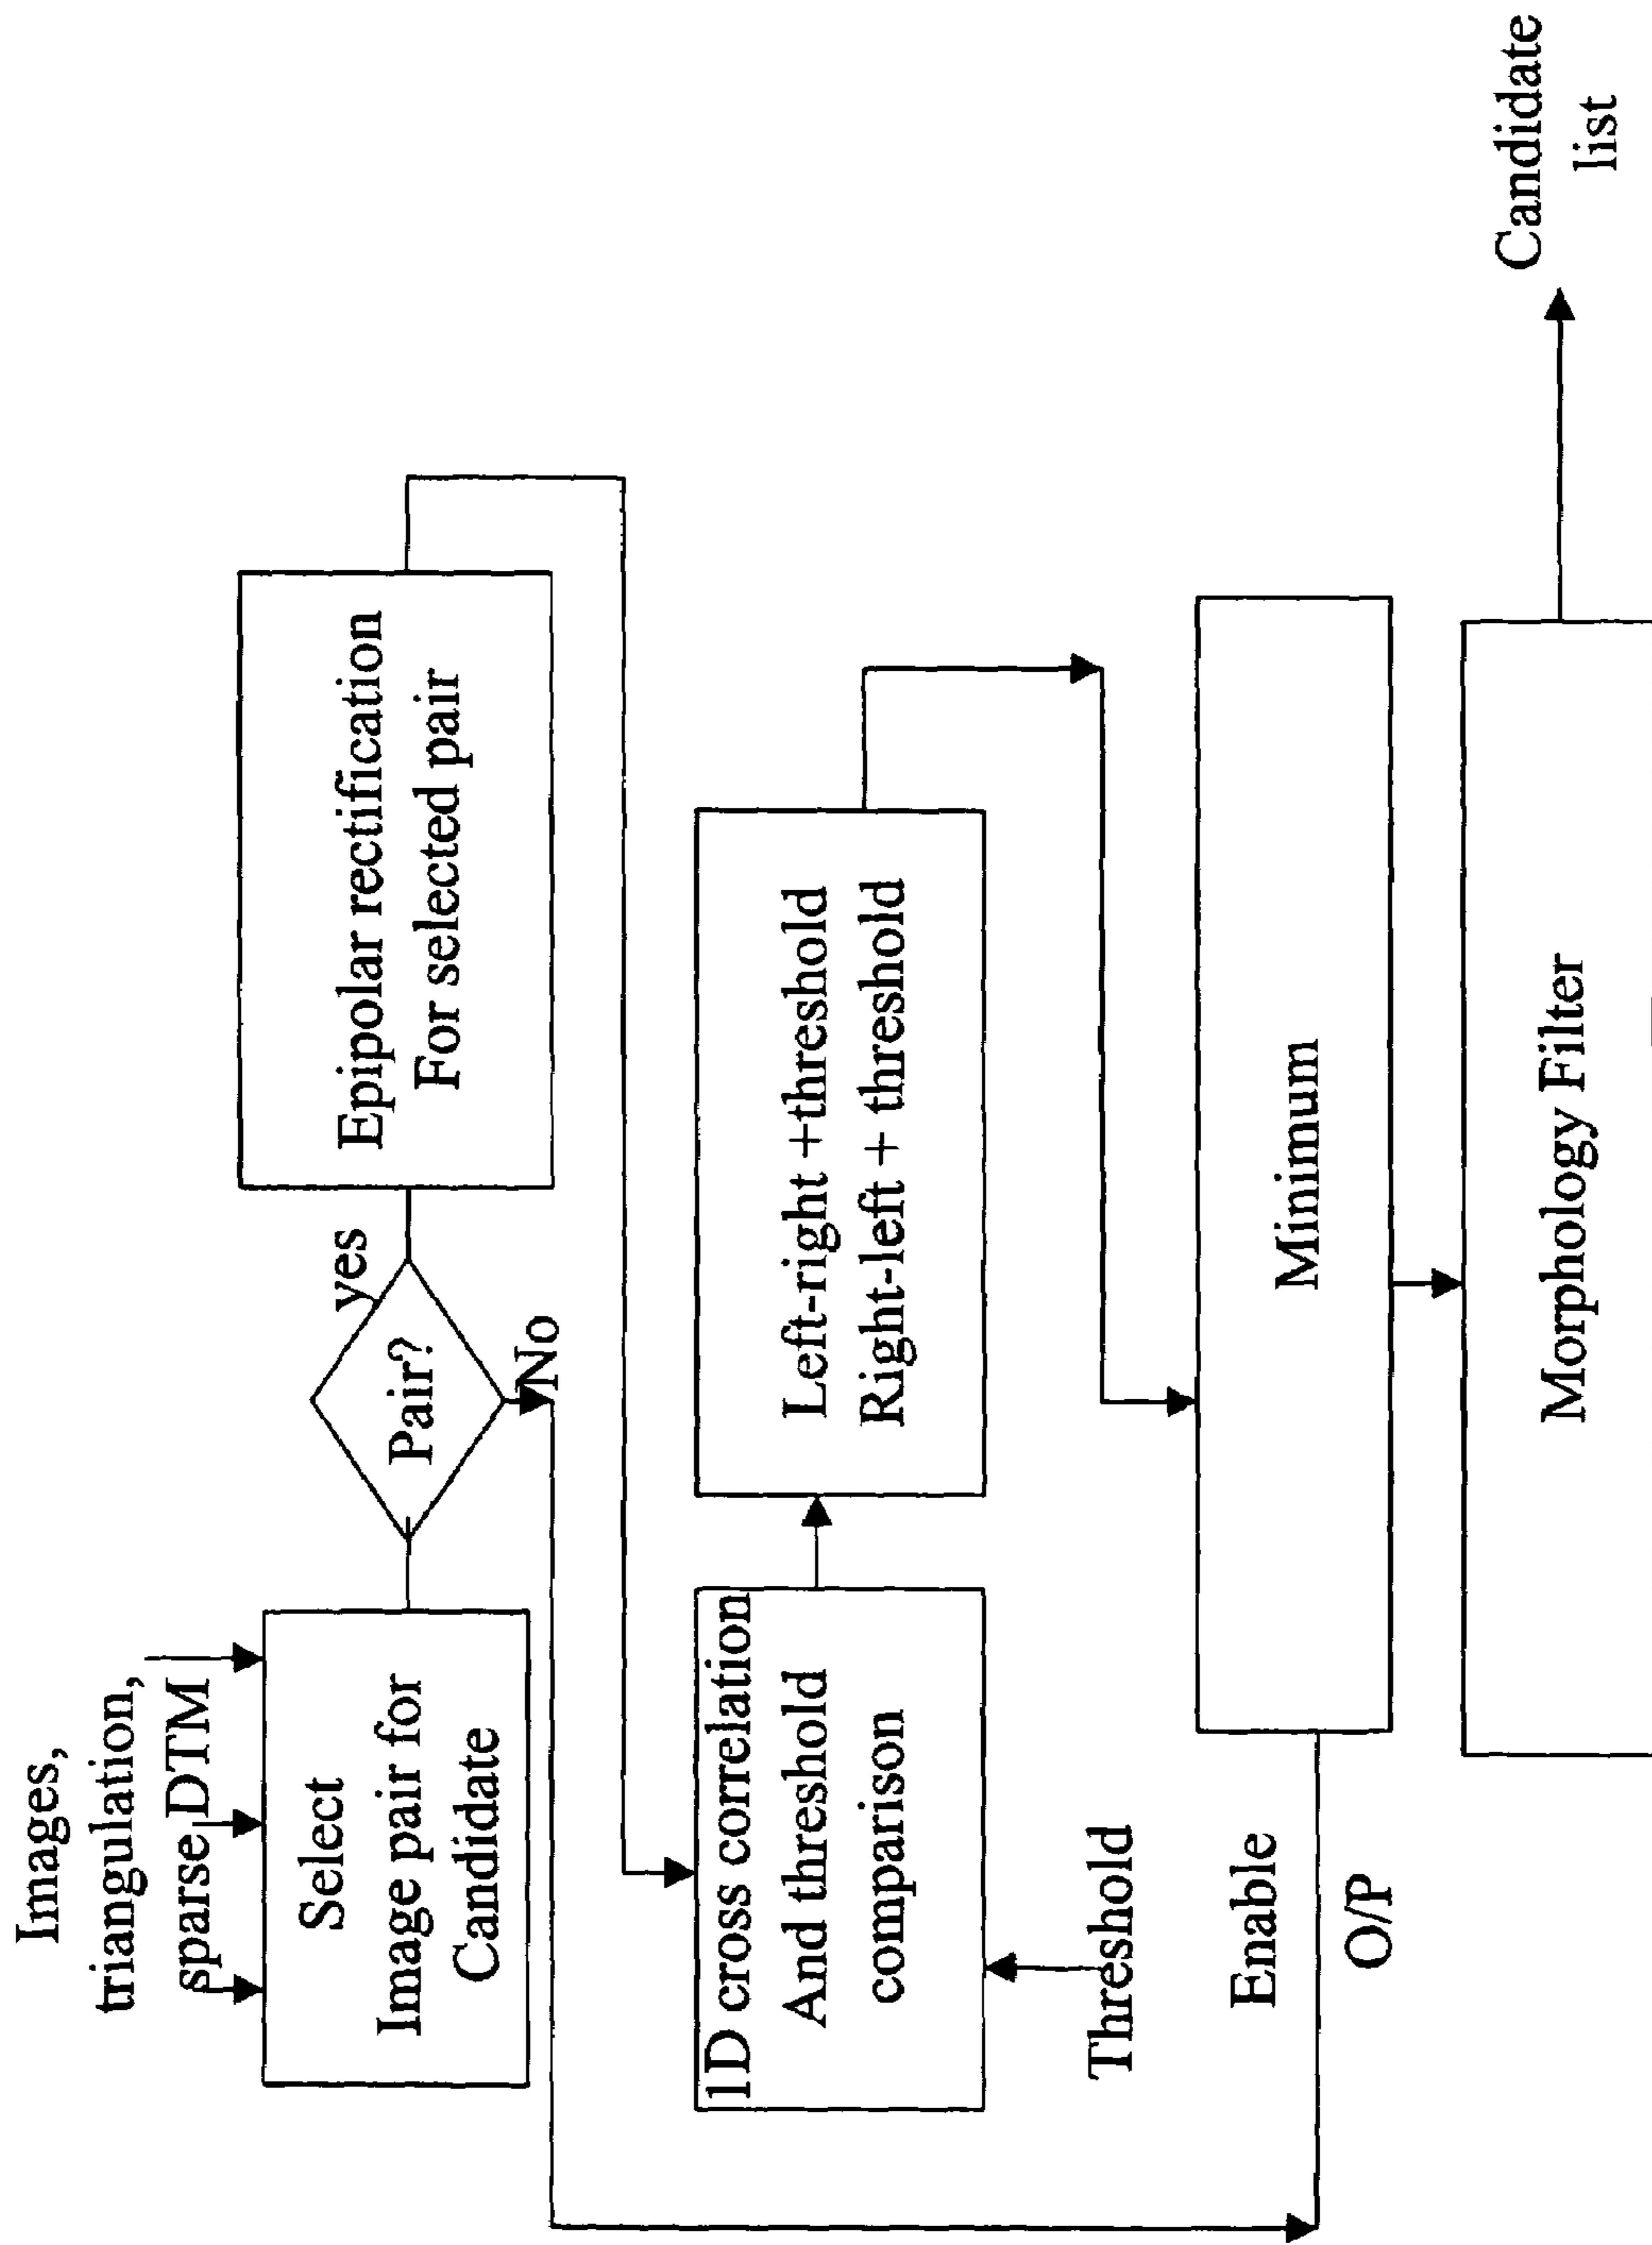 Images,
triangulation,
sparse DTM
Select
Image pair for
Candidate
Pair?
yes
No
Epipolar rectification
For selected pair
1D cross correlation
And threshold
comparison
Left-right +threshold
Right-left + threshold
Threshold
Enable
O/P
Minimum
Morphology Filter
Candidate
list